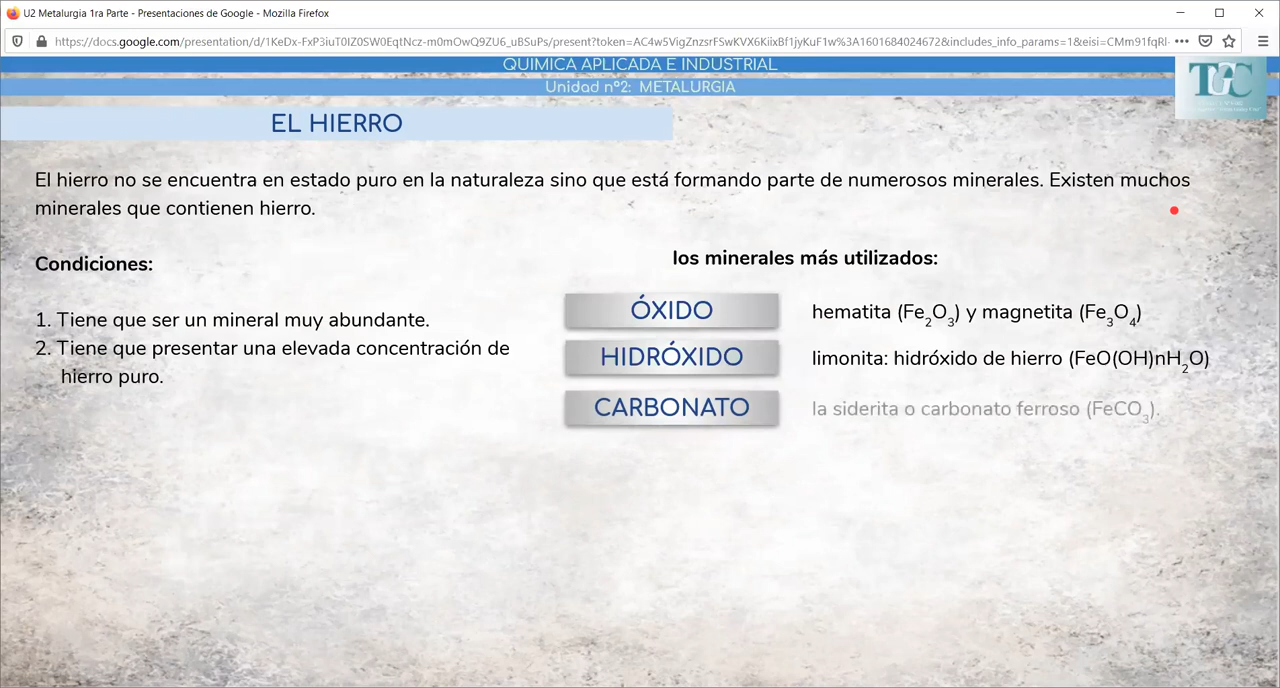 U2 Metalurgia 1ra Parte - Presentaciones de Google - Mozilla Firefox
https://docs.google.com/presentation/d/1KeDx-FxP3iuT0IZ0SW0EqtNcz-m0mOwQ9ZU6_uBSuPs/present?token=AC4w5VigZnzsrFSwKVX6KiixBf1jyKuF1w%3A1601684024672&includes_info_params=1&eisi=CMm91fqRl-
QUIMICA APLICADA E INDUSTRIAL
Unidad nº2: METALURGIA
TGC
EL HIERRO
El hierro no se encuentra en estado puro en la naturaleza sino que está formando parte de numerosos minerales. Existen muchos
minerales que contienen hierro.
Condiciones:
1. Tiene que ser un mineral muy abundante.
2. Tiene que presentar una elevada concentración de
hierro puro.
los minerales más utilizados:
ÓXIDO hematita (Fe₂O₃) y magnetita (Fe₃O₄)
HIDRÓXIDO limonita: hidróxido de hierro (FeO(OH)nH₂O)
CARBONATO la siderita o carbonato ferroso (FeCO₃).